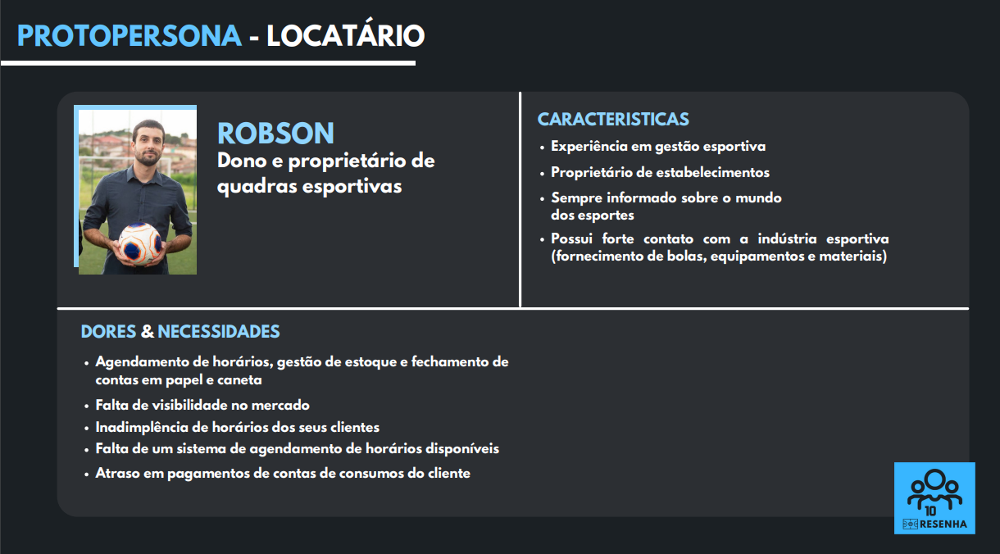 PROTOPERSONA - LOCATÁRIO
ROBSON
Dono e proprietário de
quadras esportivas
CARACTERISTICAS
• Experiência em gestão esportiva
• Proprietário de estabelecimentos
• Sempre informado sobre o mundo
dos esportes
• Possui forte contato com a indústria esportiva
(fornecimento de bolas, equipamentos e materiais)
DORES & NECESSIDADES
• Agendamento de horários, gestão de estoque e fechamento de
contas em papel e caneta
• Falta de visibilidade no mercado
• Inadimplência de horários dos seus clientes
• Falta de um sistema de agendamento de horários disponíveis
• Atraso em pagamentos de contas de consumos do cliente
10
RESENHA